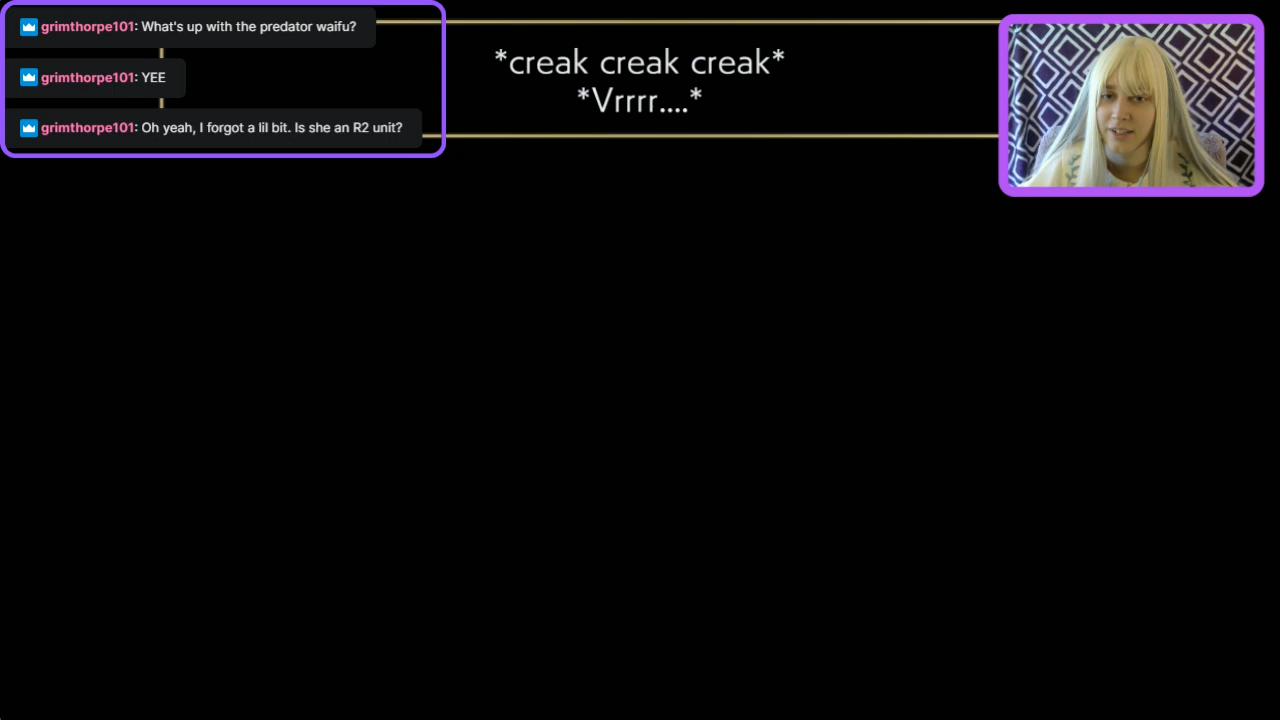 grimthorpe101: What's up with the predator waifu?
grimthorpe101: YEE
grimthorpe101: Oh yeah, I forgot a lil bit. Is she an R2 unit?
*creak creak creak*
*Vrrrr....*